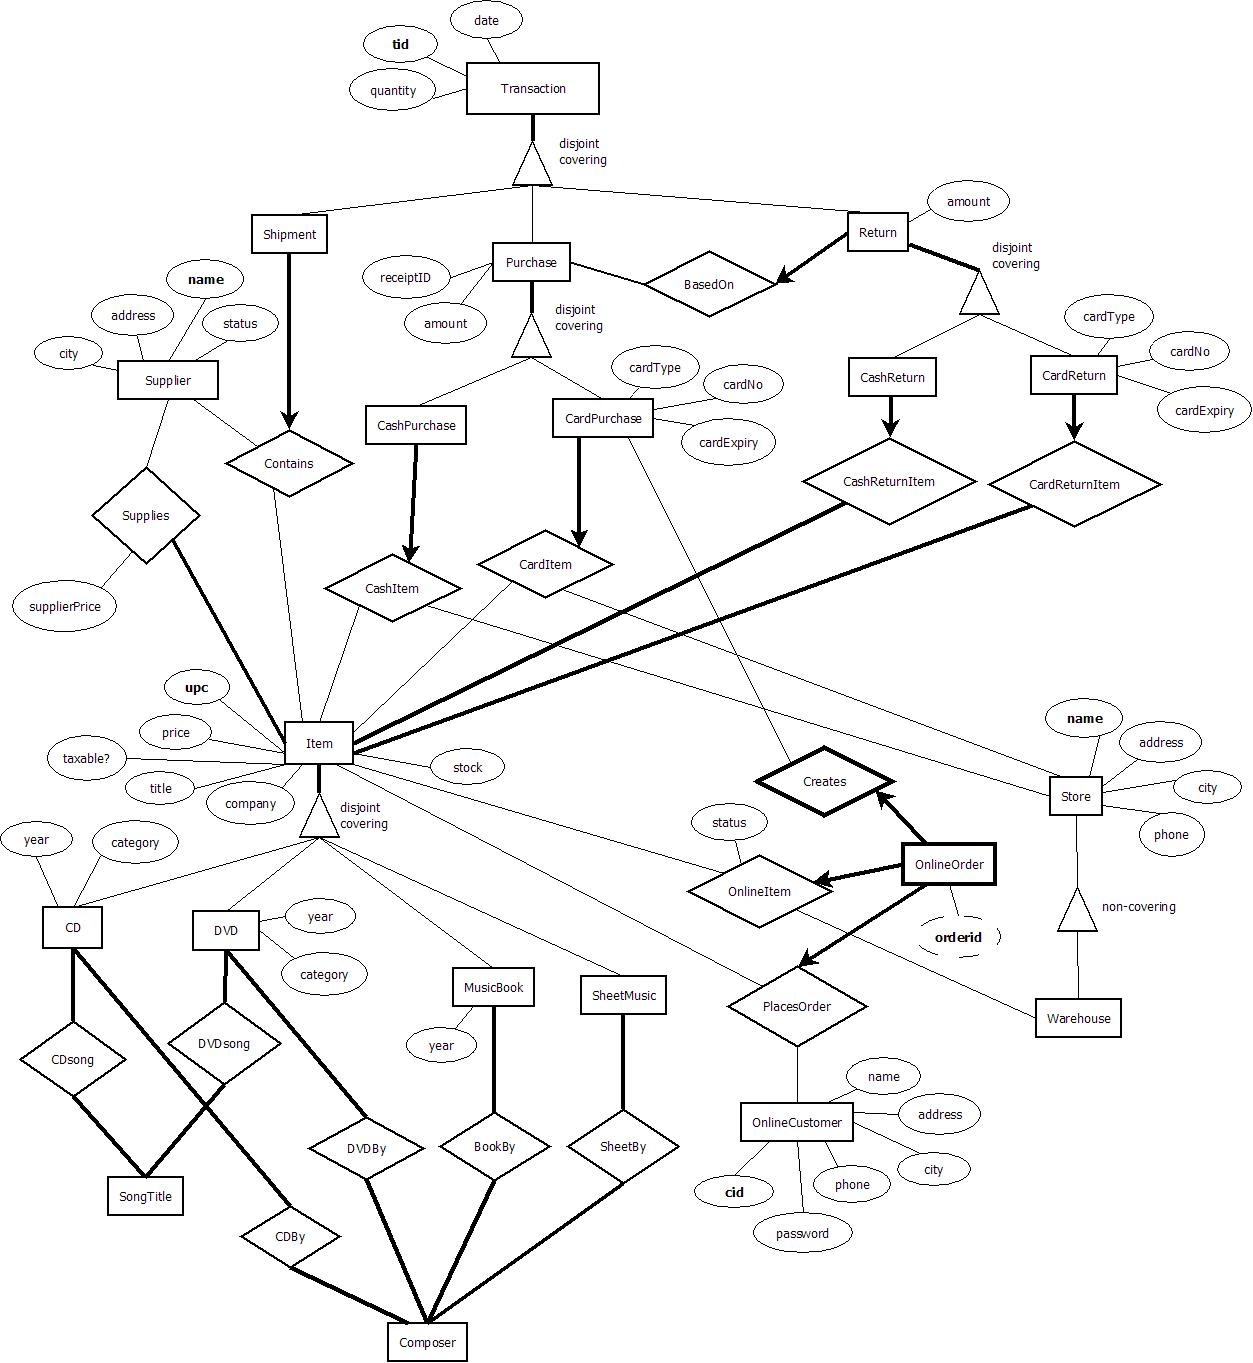 date
tid
quantity
Transaction
disjoint
covering
amount
Shipment
Return
Purchase
disjoint
covering
name
receiptID
BasedOn
address
status
amount
disjoint
covering
cardType
city
Supplier
cardType
cardNo
CashReturn
CardReturn
cardNo
cardExpiry
CashPurchase
CardPurchase
cardExpiry
Contains
CashReturnItem
CardReturnItem
Supplies
CardItem
CashItem
supplierPrice
upc
name
price
Item
address
taxable?
stock
title
company
Creates
Store
city
disjoint
covering
status
phone
year
category
OnlineOrder
OnlineItem
non-covering
CD
DVD
year
orderid
category
MusicBook
SheetMusic
PlacesOrder
Warehouse
CDsong
DVDsong
year
name
OnlineCustomer
address
DVDBy
BookBy
SheetBy
city
SongTitle
cid
phone
CDBy
password
Composer